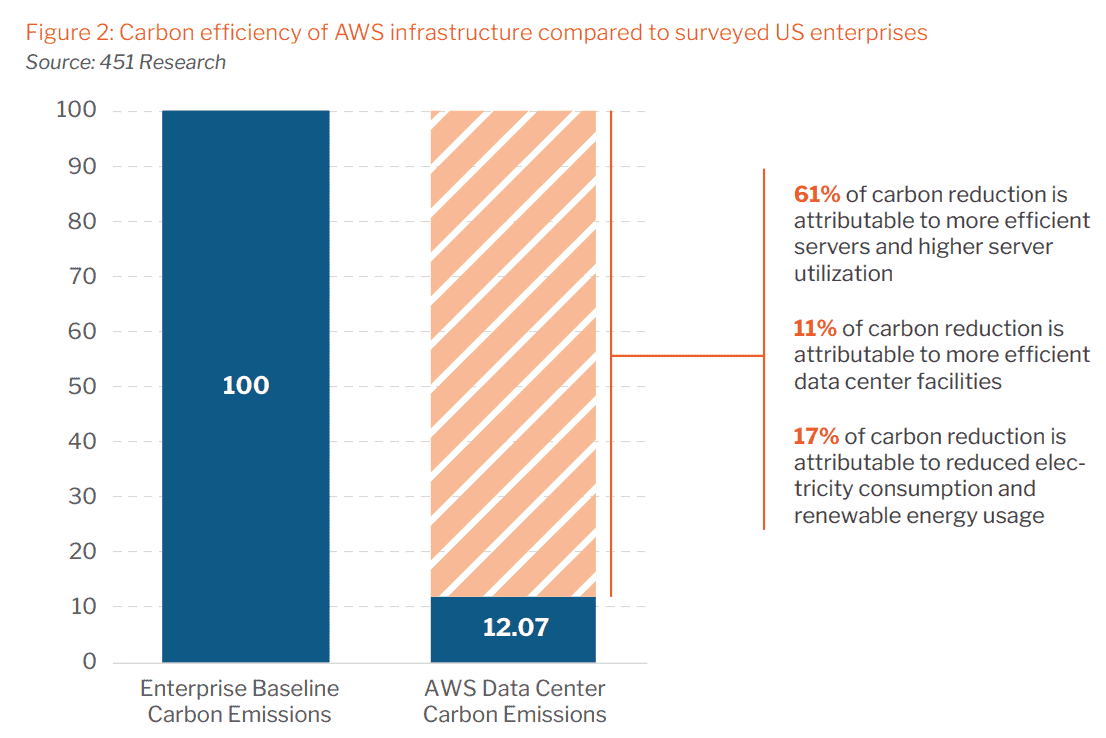 Figure 2: Carbon efficiency of AWS infrastructure compared to surveyed US enterprises
Source: 451 Research
100
90
80
70
60
50
40
30
20
10
0
100
12.07
Enterprise Baseline
Carbon Emissions
AWS Data Center
Carbon Emissions
61% of carbon reduction is
attributable to more efficient
servers and higher server
utilization
11% of carbon reduction is
attributable to more efficient
data center facilities
17% of carbon reduction is
attributable to reduced elec-
tricity consumption and
renewable energy usage